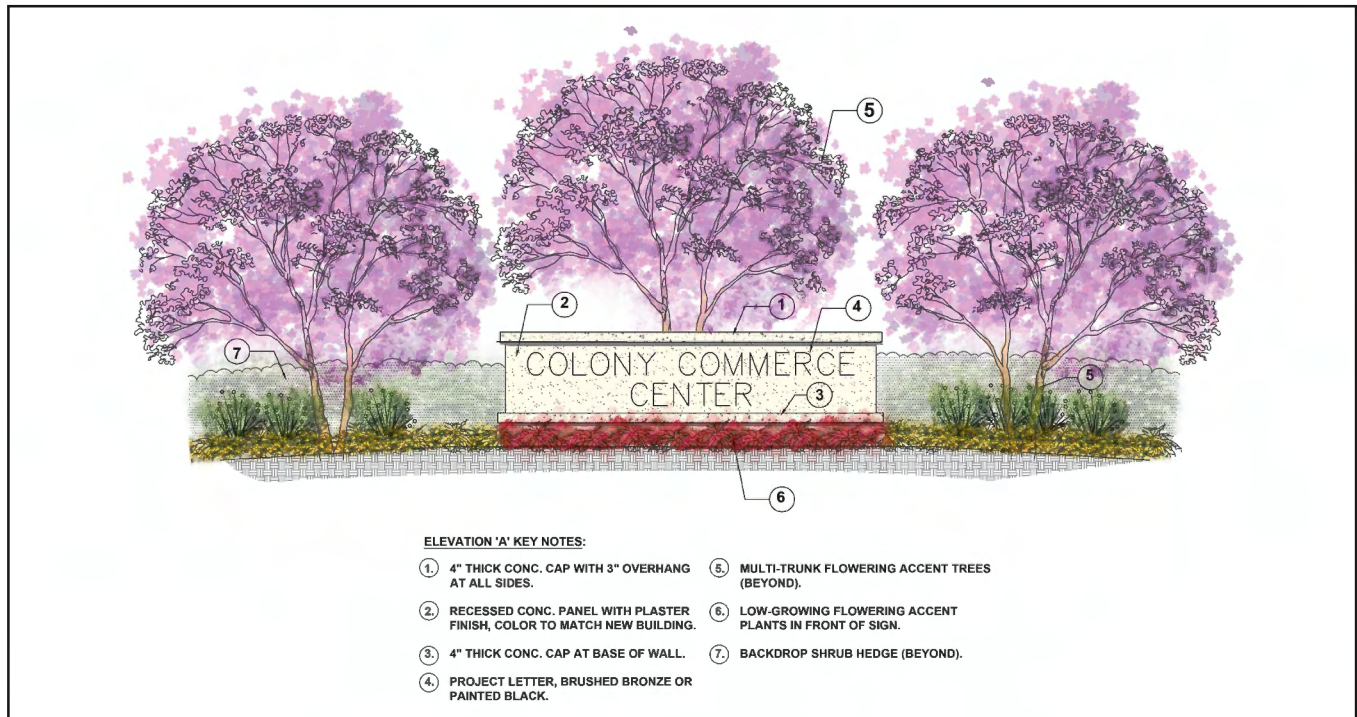 5
2
1
4
7
COLONY COMMERCE
CENTER
5
3
6
ELEVATION 'A' KEY NOTES:
1. 4" THICK CONC. CAP WITH 3" OVERHANG
AT ALL SIDES.
2. RECESSED CONC. PANEL WITH PLASTER
FINISH, COLOR TO MATCH NEW BUILDING.
3. 4" THICK CONC. CAP AT BASE OF WALL.
4. PROJECT LETTER, BRUSHED BRONZE OR
PAINTED BLACK.
5. MULTI-TRUNK FLOWERING ACCENT TREES
(BEYOND).
6. LOW-GROWING FLOWERING ACCENT
PLANTS IN FRONT OF SIGN.
7. BACKDROP SHRUB HEDGE (BEYOND).